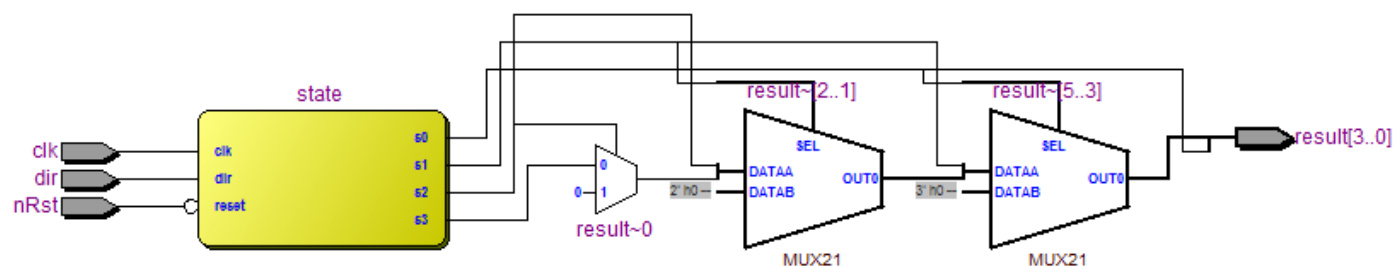 state
clk
dir
nRst
clk
dir
reset
s0
s1
s2
s3
0
0
1
result~0
result~[2..1]
SEL
DATAA
DATAB
OUT0
2' h0 --
MUX21
result~[5..3]
SEL
DATAA
DATAB
OUT0
3' h0 --
MUX21
result[3..0]